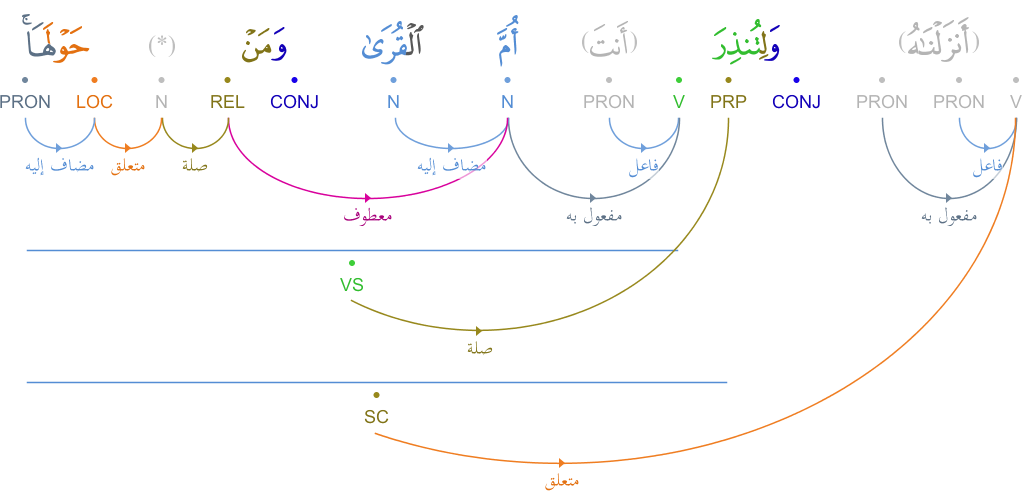 (أَنزَلْنَـٰهُ) وَلِتُنذِرَ (أَنتَ) أُمَّ ٱلْقُرَىٰ وَمَنْ (*) حَوْلَهَا ۚ
PRON LOC N REL CONJ N N PRON V PRP CONJ PRON PRON V
مضاف إليه متعلق صلة مضاف إليه فاعل فاعل
معطوف مفعول به مفعول به
VS
صلة
SC
متعلق